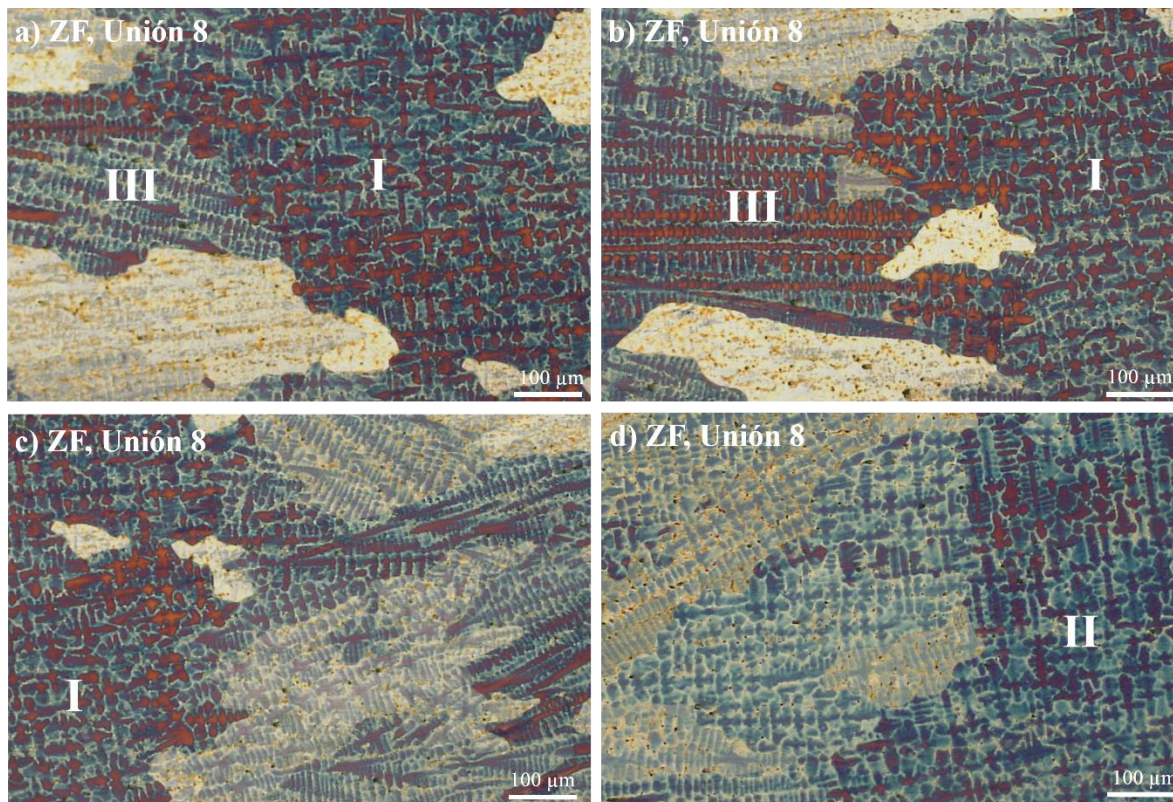 a) ZF, Unión 8
III
I
100 µm
b) ZF, Unión 8
III
I
100 µm
c) ZF, Unión 8
I
100 µm
d) ZF, Unión 8
II
100 µm